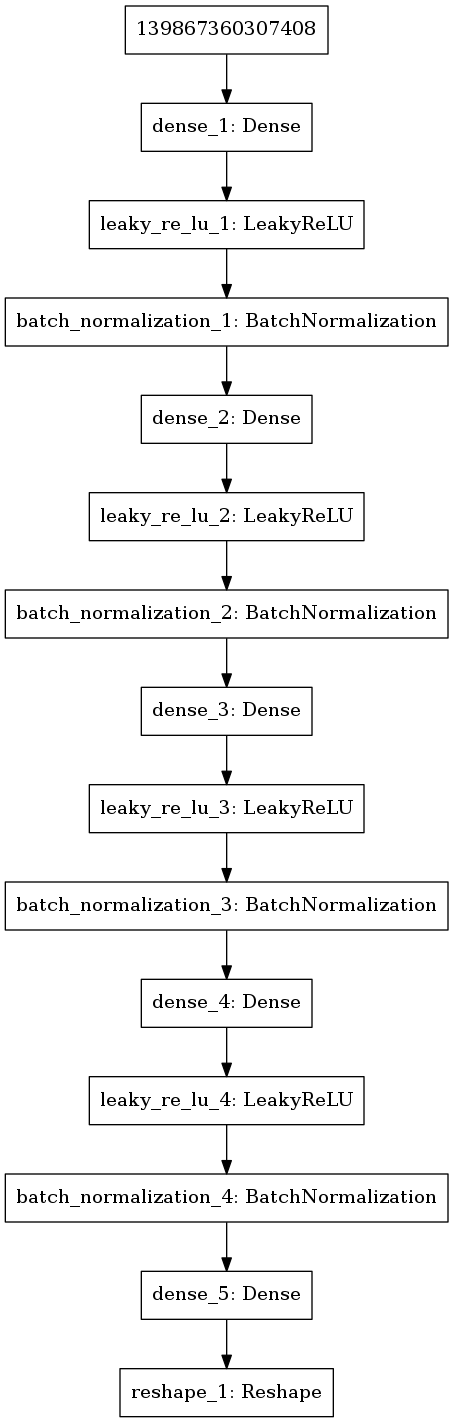 139867360307408
dense_1: Dense
leaky_re_lu_1: LeakyReLU
batch_normalization_1: BatchNormalization
dense_2: Dense
leaky_re_lu_2: LeakyReLU
batch_normalization_2: BatchNormalization
dense_3: Dense
leaky_re_lu_3: LeakyReLU
batch_normalization_3: BatchNormalization
dense_4: Dense
leaky_re_lu_4: LeakyReLU
batch_normalization_4: BatchNormalization
dense_5: Dense
reshape_1: Reshape